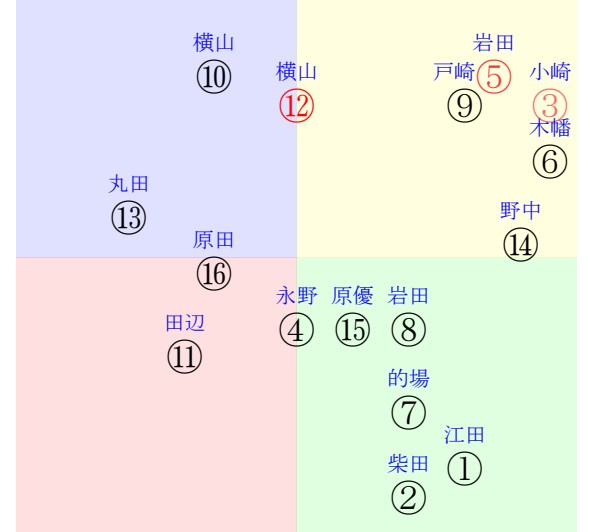 横山
⑩
横山
⑫
岩田
⑤
戸崎
⑨
小崎
③
木幡
⑥
丸田
⑬
野中
⑭
原田
⑯
永野
④
原優
⑮
岩田
⑧
田辺
⑪
的場
⑦
江田
①
柴田
②